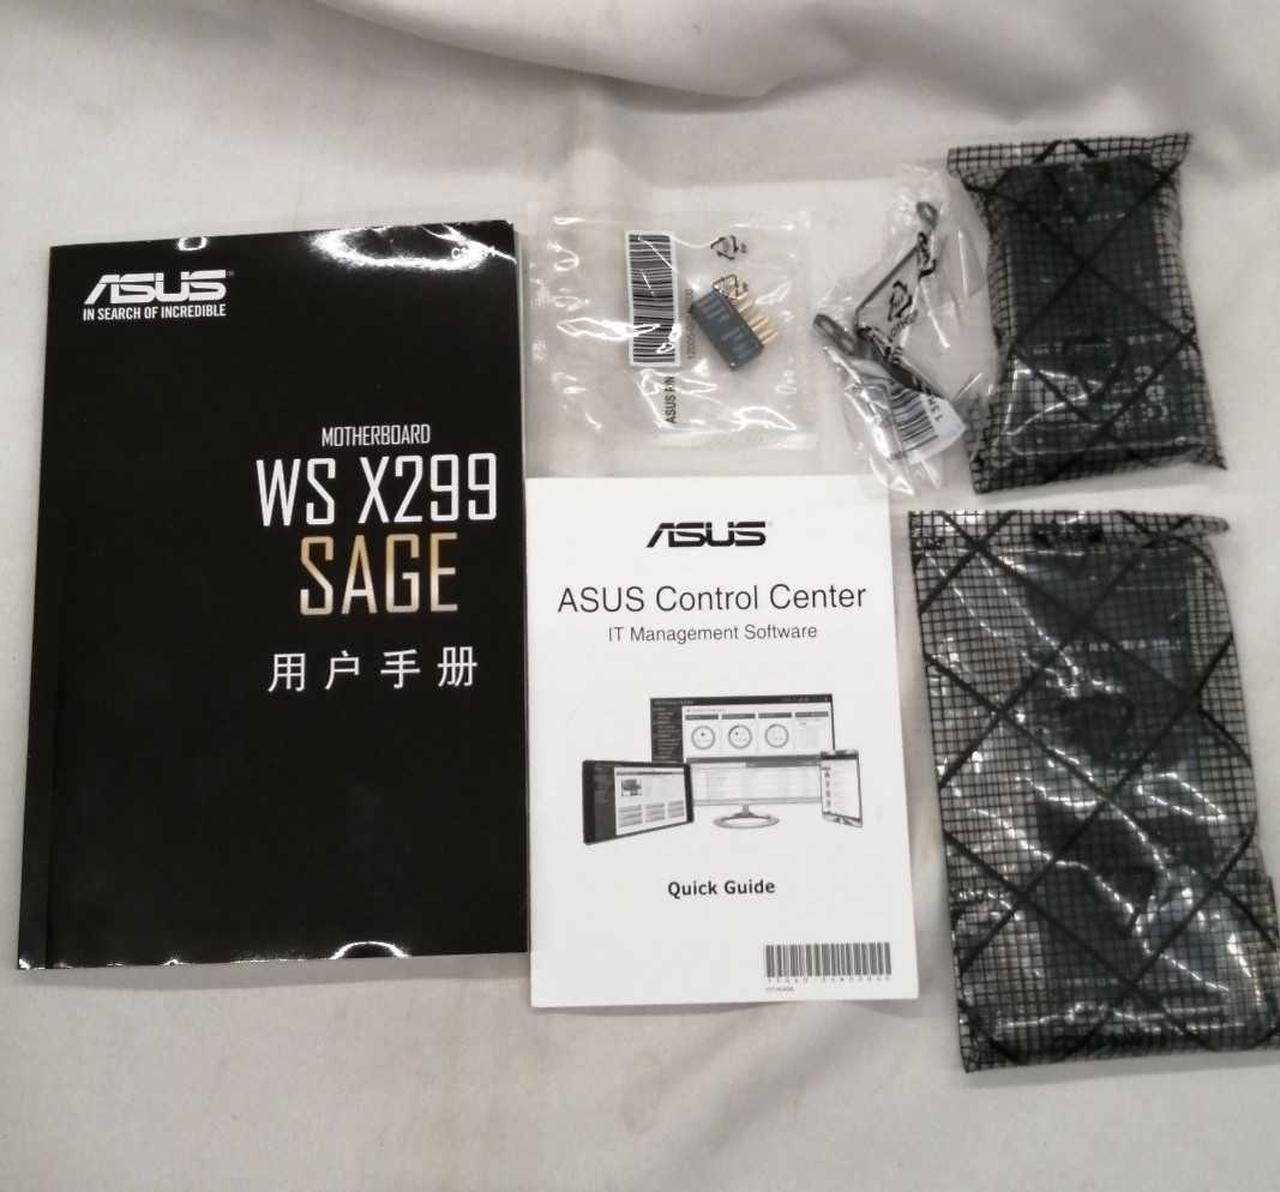 ASUS
IN SEARCH OF INCREDIBLE
MOTHERBOARD
WS X299
SAGE
用户手册
ASUS P/N
ASUS
ASUS Control Center
IT Management Software
Quick Guide